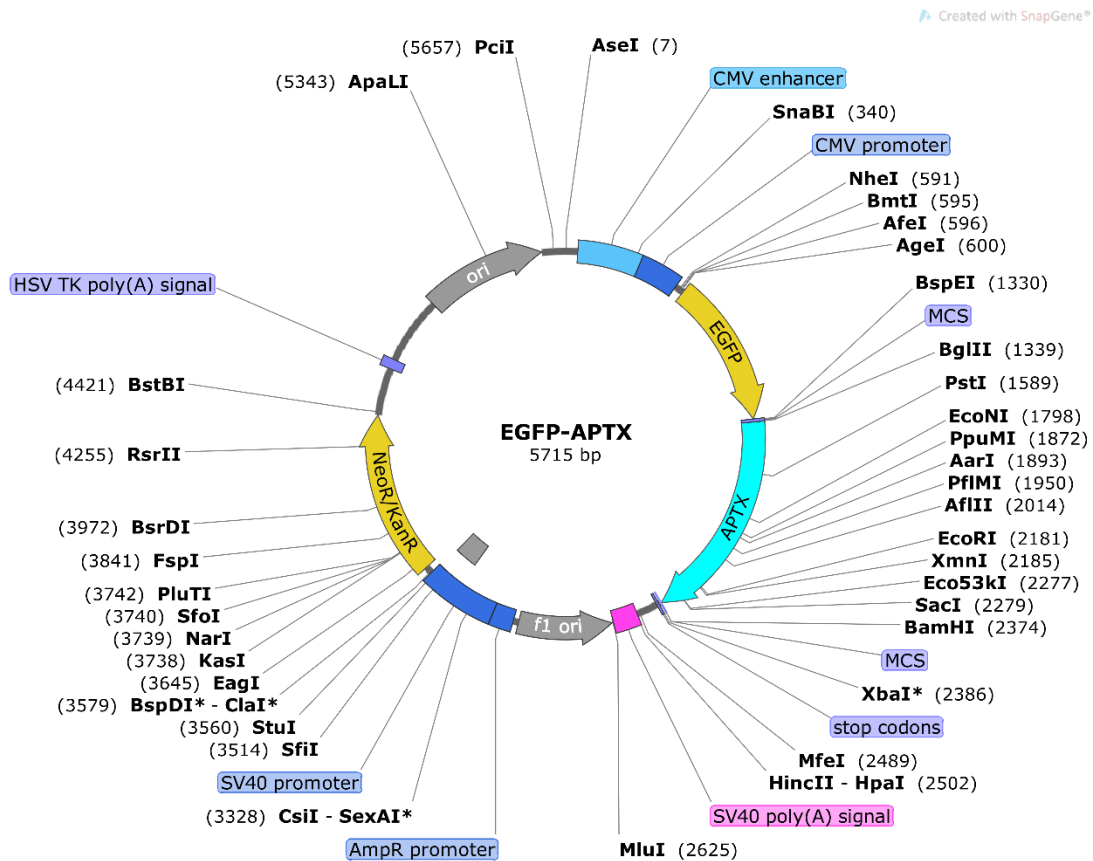 Created with SnapGene®
(5657) PciI
AseI (7)
(5343) ApaLI
CMV enhancer
SnaBI (340)
CMV promoter
NheI (591)
BmtI (595)
AfeI (596)
AgeI (600)
HSV TK poly(A) signal
ori
BspEI (1330)
MCS
EGFP
BglII (1339)
(4421) BstBI
PstI (1589)
EcoNI (1798)
EGFP-APTX
5715 bp
PpuMI (1872)
(4255) RsrII
AarI (1893)
PflMI (1950)
NeoR/KanR
APTX
AflII (2014)
(3972) BsrDI
EcoRI (2181)
(3841) FspI
XmnI (2185)
Eco53kI (2277)
(3742) PluTI
SacI (2279)
(3740) SfoI
BamHI (2374)
(3739) NarI
f1 ori
(3738) KasI
MCS
(3645) EagI
XbaI* (2386)
(3579) BspDI* - ClaI*
stop codons
(3560) StuI
(3514) SfiI
MfeI (2489)
SV40 promoter
HincII - HpaI (2502)
(3328) CsiI - SexAI*
SV40 poly(A) signal
AmpR promoter
MluI (2625)